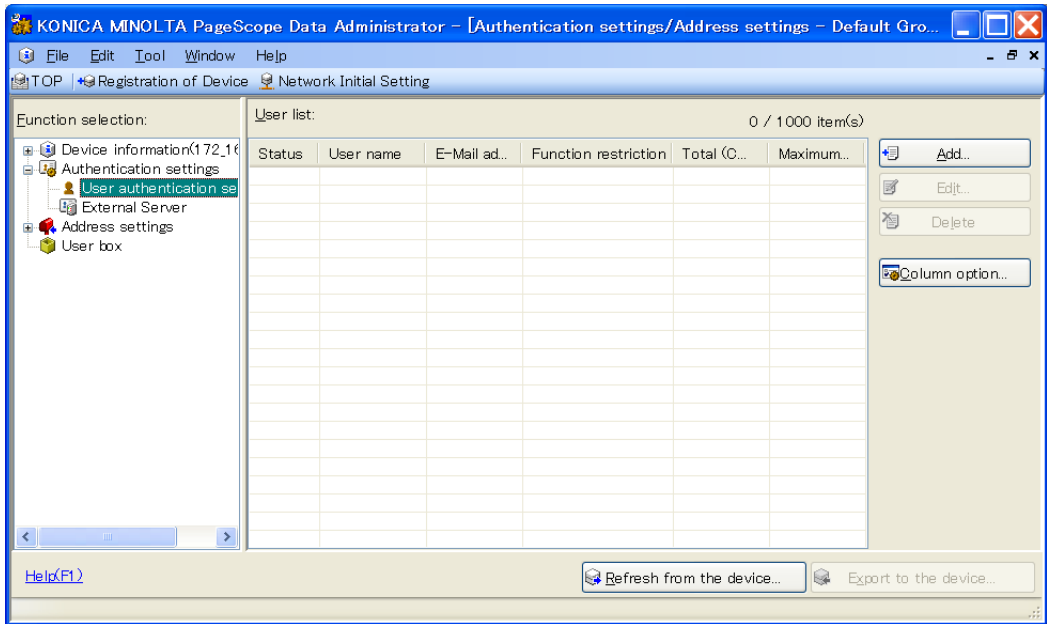 KONICA MINOLTA PageScope Data Administrator - [Authentication settings/Address settings - Default Gro...
File Edit Tool Window Help
TOP Registration of Device Network Initial Setting
Function selection:
User list:
0 / 1000 item(s)
Device information(172_16
Authentication settings
User authentication se
External Server
Address settings
User box
Status User name E-Mail ad... Function restriction Total (C... Maximum...
Add...
Edit...
Delete
Column option...
Help(F1)
Refresh from the device...
Export to the device...